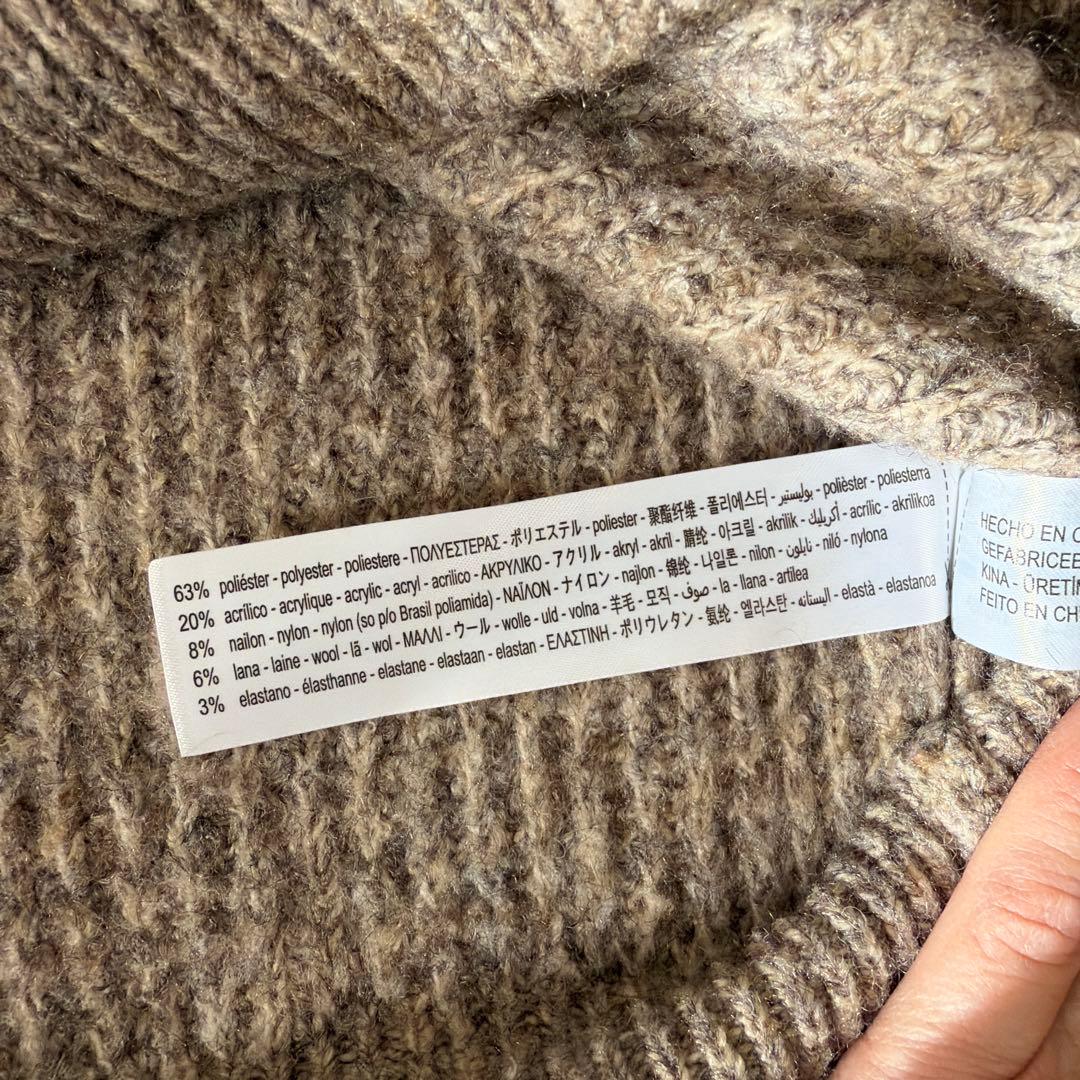 63% poliéster - polyester - poliestere - ΠΟΛΥΕΣΤΕΡΑΣ - ポリエステル - poliester - 聚酯纤维 - 폴리에스터 - بوليستير - polièster - poliesterra
20% acrílico - acrylique - acrylic - acryl - acrilico - ΑΚΡΥΛΙΚΟ - アクリル - akryl - akril - 腈纶 - 아크릴 - akrilik - أكريليك - acrílic - akrilikoa
8% nailon - nylon - nylon (so p/o Brasil poliamida) - ΝΑΪΛΟΝ - ナイロン - najlon - 锦纶 - 나일론 - nilon - نايلون - niló - nylona
6% lana - laine - wool - lã - wol - ΜΑΛΛΙ - ウール - wolle - uld - volna - 羊毛 - 모직 - صوف - la - llana - artilea
3% elastano - élasthanne - elastane - elastaan - elastan - ΕΛΑΣΤΙΝΗ - ポリウレタン - 氨纶 - 엘라스탄 - اليستانه - elastà - elastanoa
HECHO EN
GEFABRICEE
KINA - ÜRETİ
FEITO EN CH